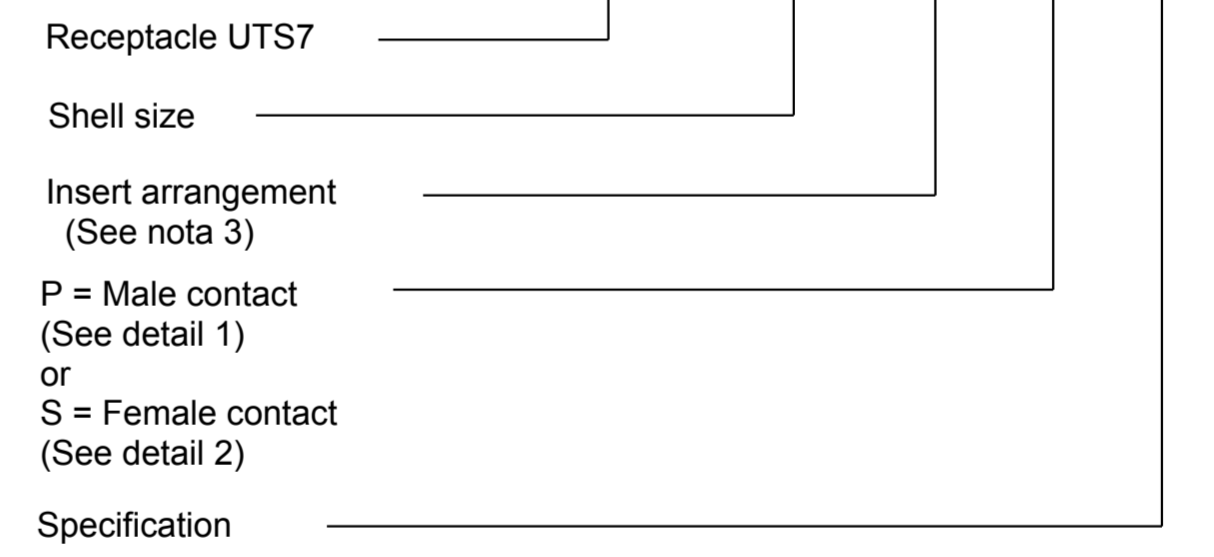 Receptacle UTS7
Shell size
Insert arrangement
(See nota 3)
P = Male contact
(See detail 1)
or
S = Female contact
(See detail 2)
Specification